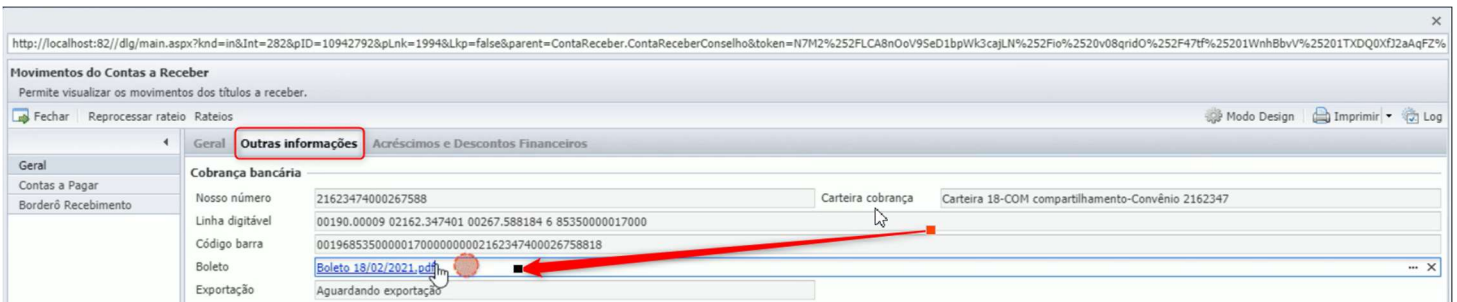 http://localhost:82//dlg/main.aspx?knd=in&Int=282&pID=10942792&pLnk=1994&Lkp=false&parent=ContaReceber.ContaReceberConselho&token=N7M2%252FLCA8nOoV9SeD1bpWk3cajLN%252Fio%2520v08qridO%252F47tf%25201WnhBbvV%25201TXDQ0XfJ2aAqFZ%
Movimentos do Contas a Receber
Permite visualizar os movimentos dos títulos a receber.
Fechar Reprocessar rateio Rateios Modo Design Imprimir Log
Geral Outras informações Acréscimos e Descontos Financeiros
Geral
Contas a Pagar
Borderô Recebimento
Cobrança bancária
Nosso número 21623474000267588 Carteira cobrança Carteira 18-COM compartilhamento-Convênio 2162347
Linha digitável 00190.00009 02162.347401 00267.588184 6 85350000017000
Código barra 00196853500000170000000002162347400026758818
Boleto Boleto 18/02/2021.pdf
Exportação Aguardando exportação